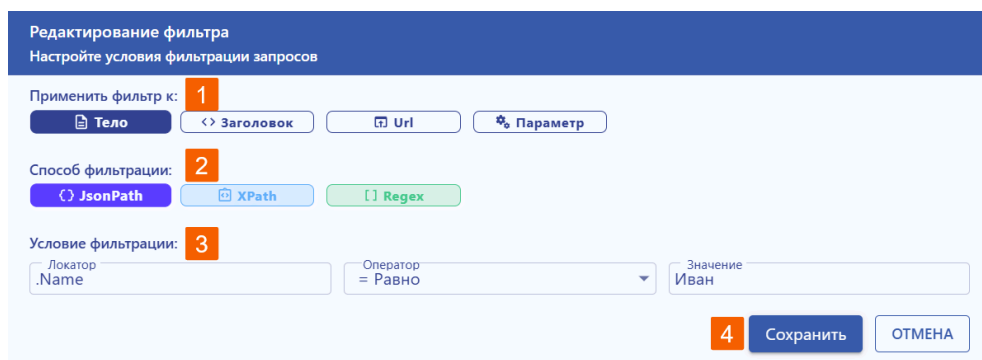 Редактирование фильтра
Настройте условия фильтрации запросов
Применить фильтр к: 1
Тело <> Заголовок Url Параметр
Способ фильтрации: 2
{} JsonPath XPath [] Regex
Условие фильтрации: 3
Локатор Оператор Значение
.Name = Равно Иван
4 Сохранить ОТМЕНА